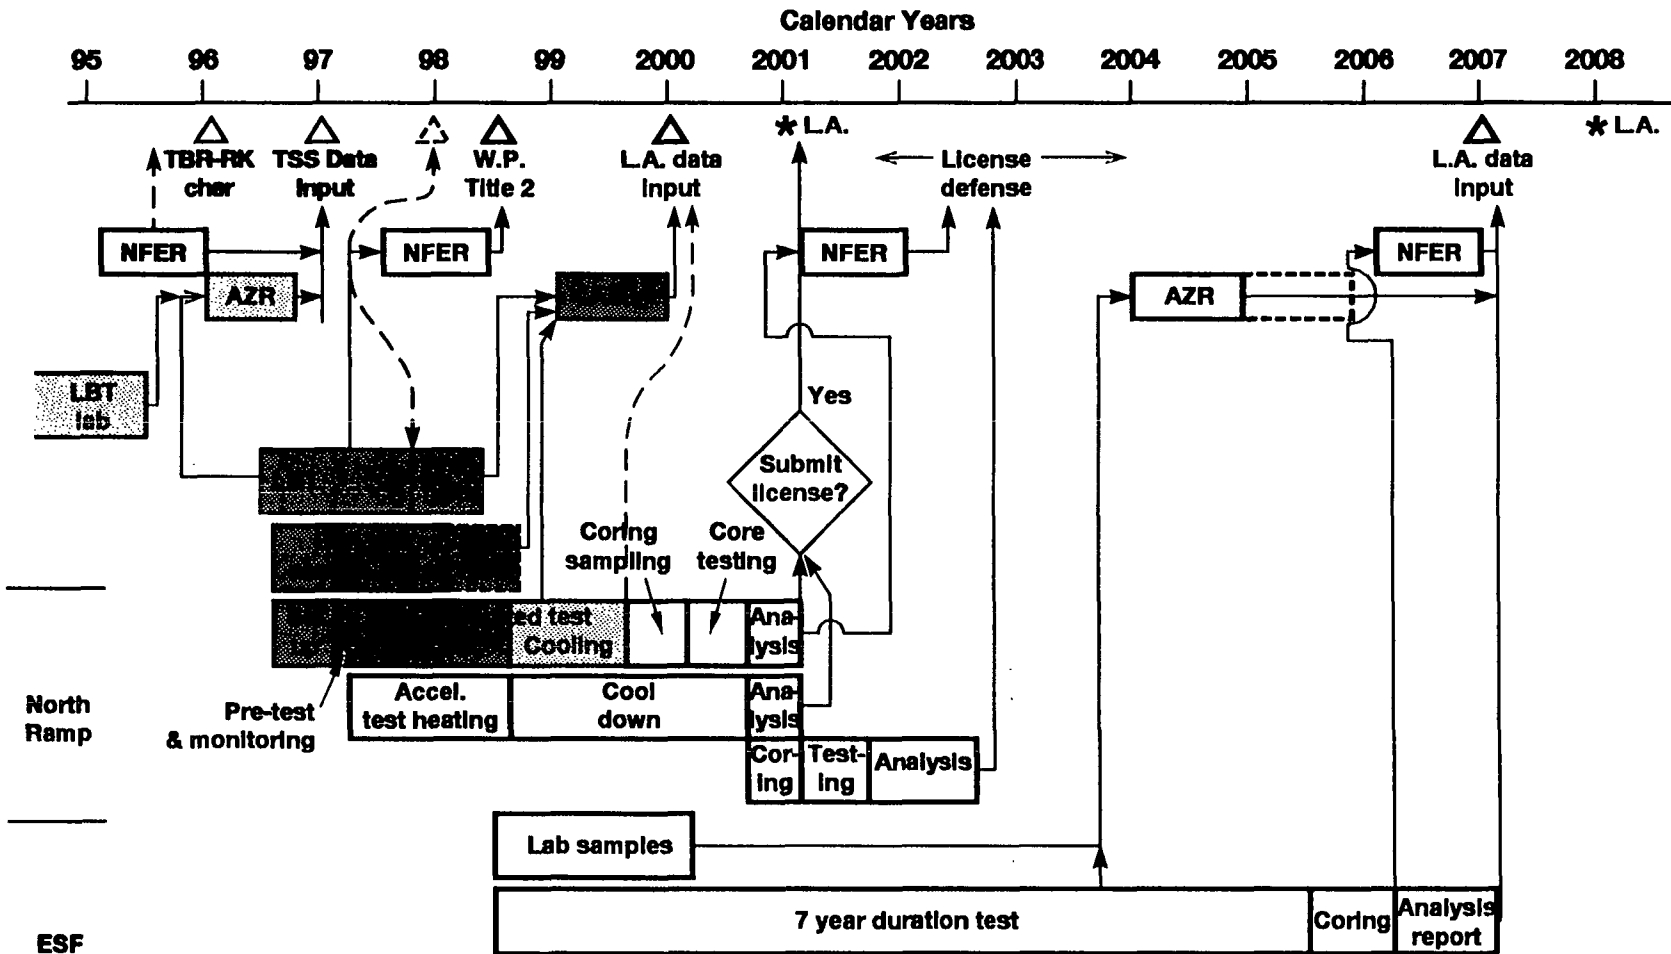 Calendar Years
95 96 97 98 99 2000 2001 2002 2003 2004 2005 2006 2007 2008
TBR-RK
char
TSS Data
Input
W.P.
Title 2
L.A. data
Input
* L.A.
License
defense
L.A. data
Input
* L.A.
NFER
NFER
NFER
NFER
AZR
AZR
LBT
lab
Yes
Submit
license?
Coring
sampling
Core
testing
ed test
Cooling
Ana-
lysis
North
Ramp
Pre-test
& monitoring
Accel.
test heating
Cool
down
Ana-
lysis
Cor-
ing
Test-
ing
Analysis
Lab samples
ESF
7 year duration test
Coring
Analysis
report